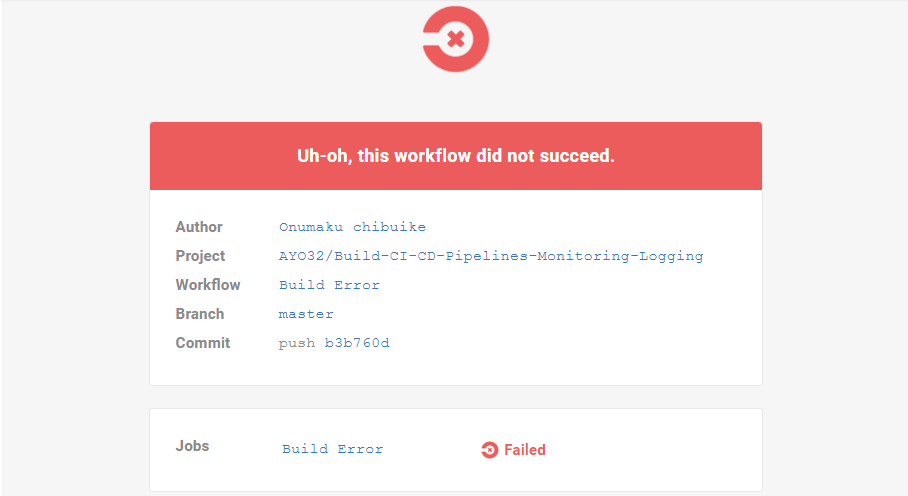 Uh-oh, this workflow did not succeed.
Author Onumaku chibuike
Project AYO32/Build-CI-CD-Pipelines-Monitoring-Logging
Workflow Build Error
Branch master
Commit push b3b760d
Jobs Build Error Failed